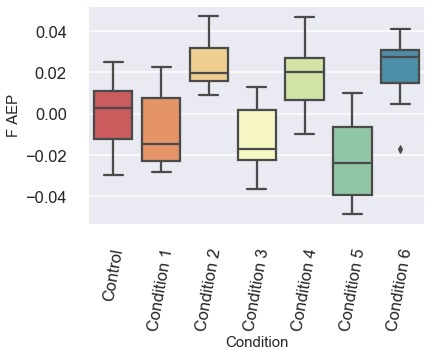 0.04
0.02
0.00
−0.02
−0.04
F AEP
Control
Condition 1
Condition 2
Condition 3
Condition 4
Condition 5
Condition 6
Condition